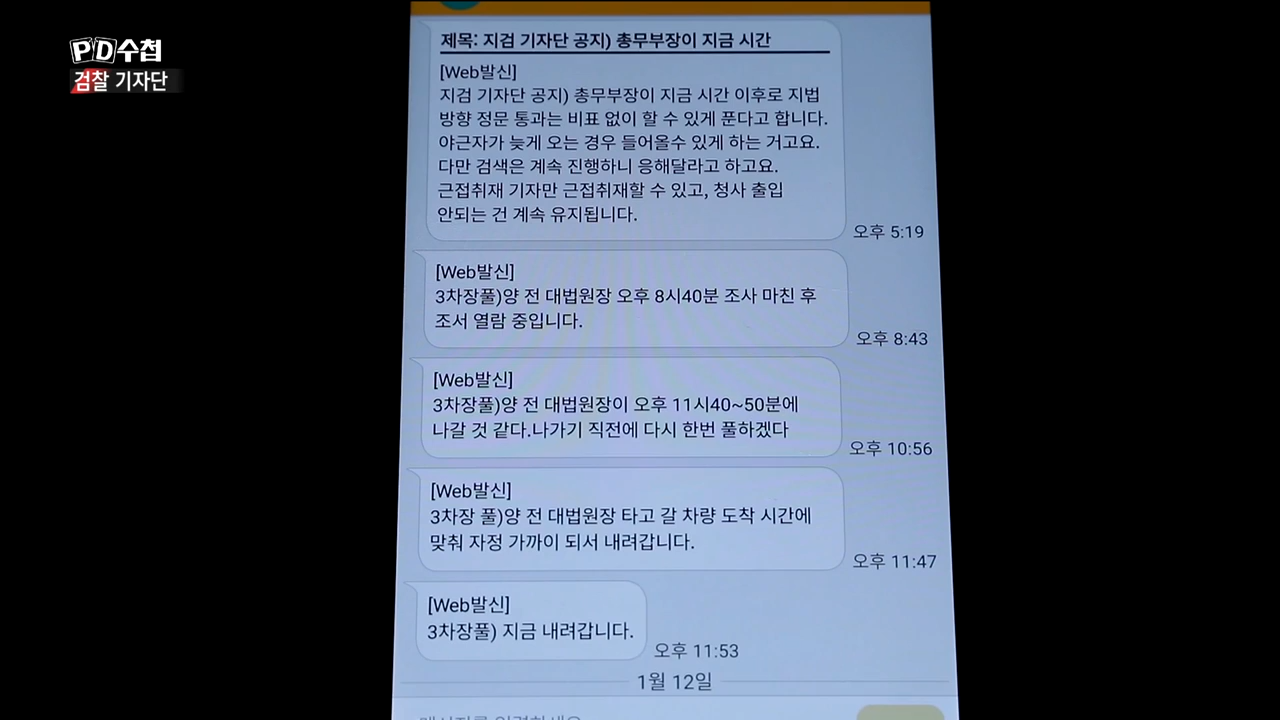 PD수첩
검찰 기자단
제목: 지검 기자단 공지) 총무부장이 지금 시간
[Web발신]
지검 기자단 공지) 총무부장이 지금 시간 이후로 지법
방향 정문 통과는 비표 없이 할 수 있게 푼다고 합니다.
야근자가 늦게 오는 경우 들어올수 있게 하는 거고요.
다만 검색은 계속 진행하니 응해달라고 하고요.
근접취재 기자만 근접취재할 수 있고, 청사 출입
안되는 건 계속 유지됩니다.
오후 5:19
[Web발신]
3차장풀)양 전 대법원장 오후 8시40분 조사 마친 후
조서 열람 중입니다.
오후 8:43
[Web발신]
3차장풀)양 전 대법원장이 오후 11시40~50분에
나갈 것 같다.나가기 직전에 다시 한번 풀하겠다
오후 10:56
[Web발신]
3차장 풀)양 전 대법원장 타고 갈 차량 도착 시간에
맞춰 자정 가까이 되서 내려갑니다.
오후 11:47
[Web발신]
3차장풀) 지금 내려갑니다.
오후 11:53
1월 12일